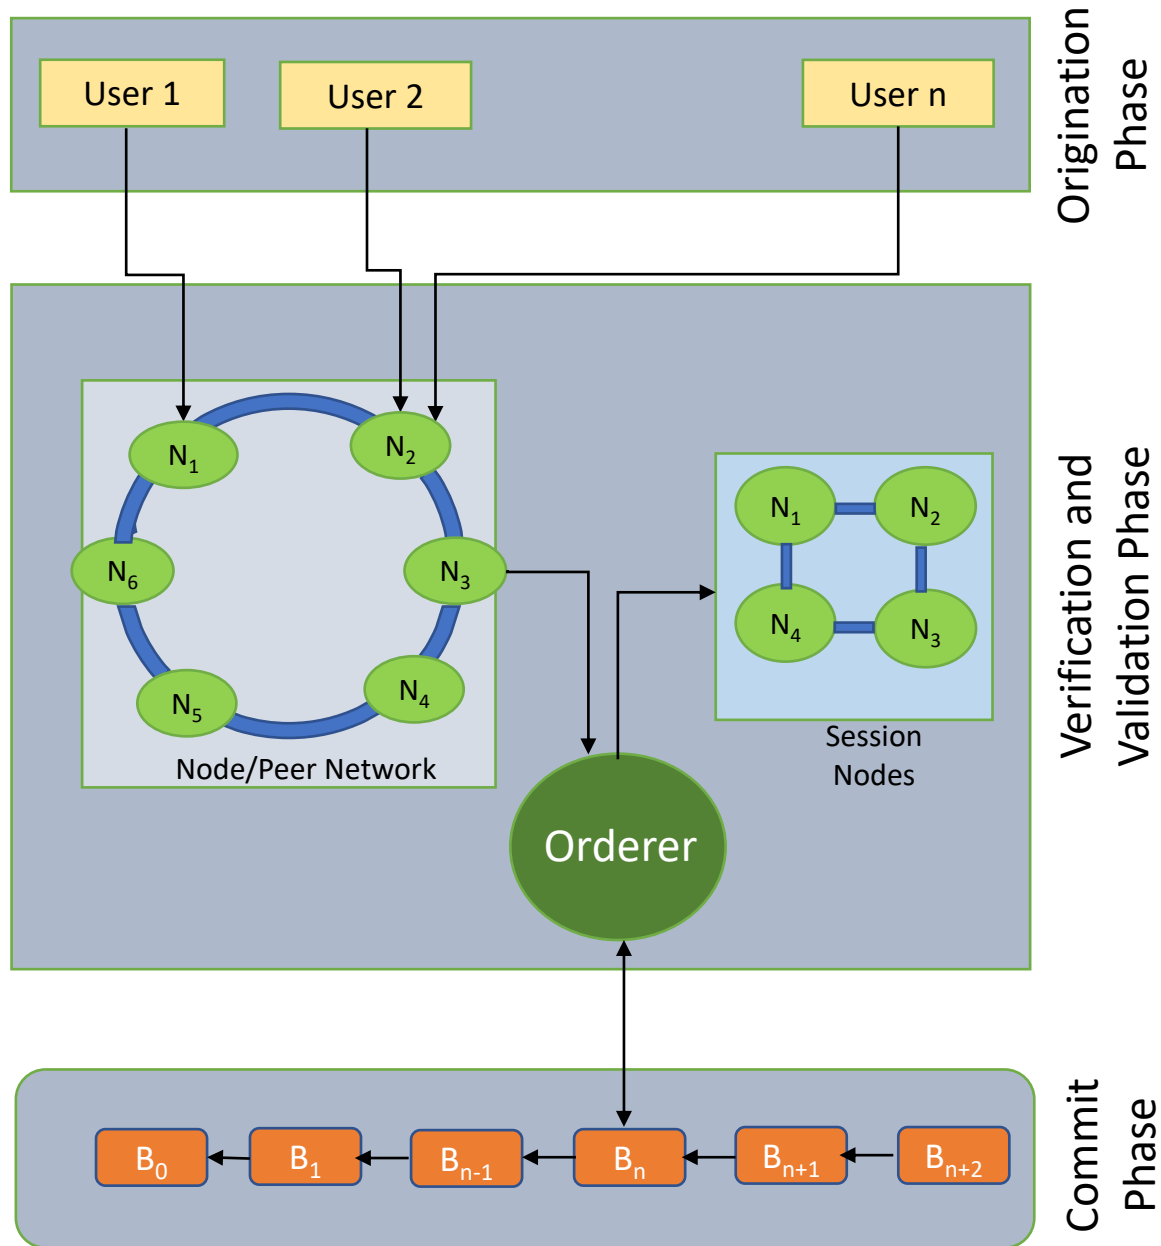 User 1
User 2
User n
Origination
Phase
N₁
N₂
N₃
N₄
N₅
N₆
Node/Peer Network
N₁
N₂
N₄
N₃
Session
Nodes
Orderer
Verification and
Validation Phase
B₀
B₁
Bₙ₋₁
Bₙ
Bₙ₊₁
Bₙ₊₂
Commit
Phase